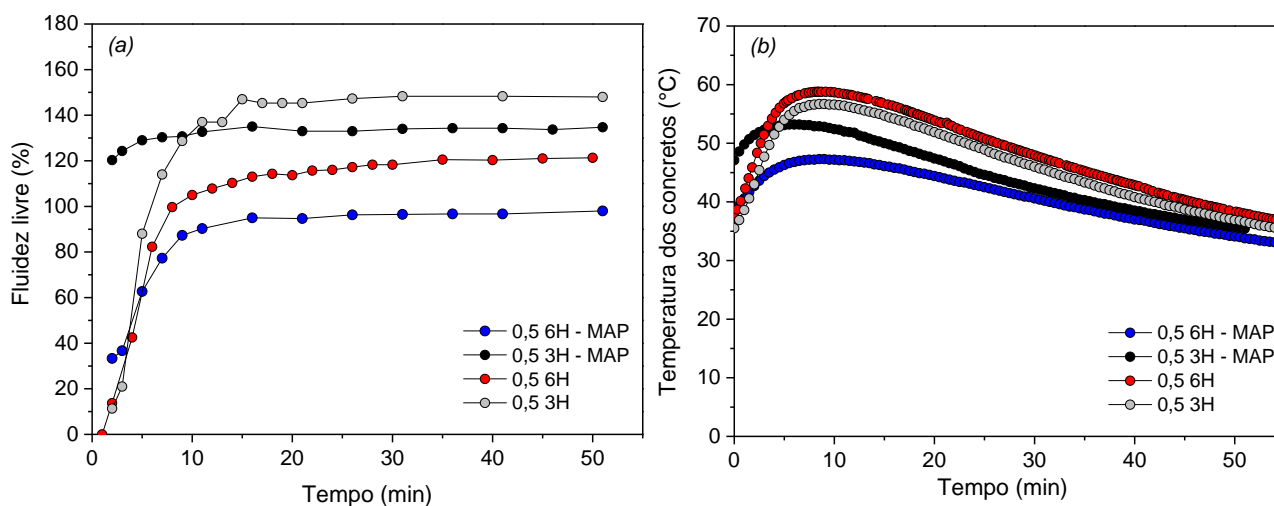 (a)
Fluidez livre (%)
180
160
140
120
100
80
60
40
20
0
0 10 20 30 40 50
Tempo (min)
0,5 6H - MAP
0,5 3H - MAP
0,5 6H
0,5 3H
(b)
Temperatura dos concretos (°C)
70
60
50
40
30
20
10
0
0 10 20 30 40 50
Tempo (min)
0,5 6H - MAP
0,5 3H - MAP
0,5 6H
0,5 3H